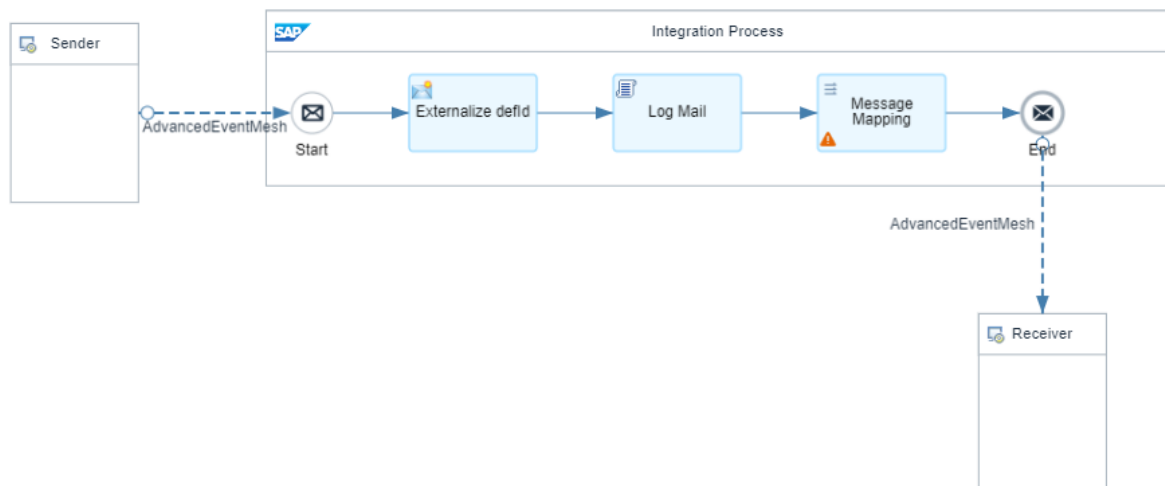 Sender
SAP
Integration Process
AdvancedEventMesh
Start
Externalize defId
Log Mail
Message
Mapping
End
AdvancedEventMesh
Receiver